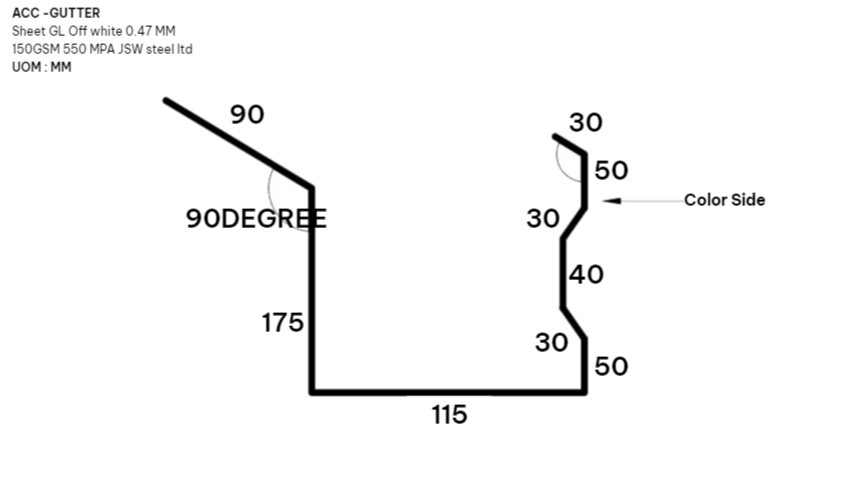 ACC -GUTTER
Sheet GL Off white 0.47 MM
150GSM 550 MPA JSW steel ltd
UOM : MM
90
30
50
Color Side
90DEGREE
30
40
175
30
50
115